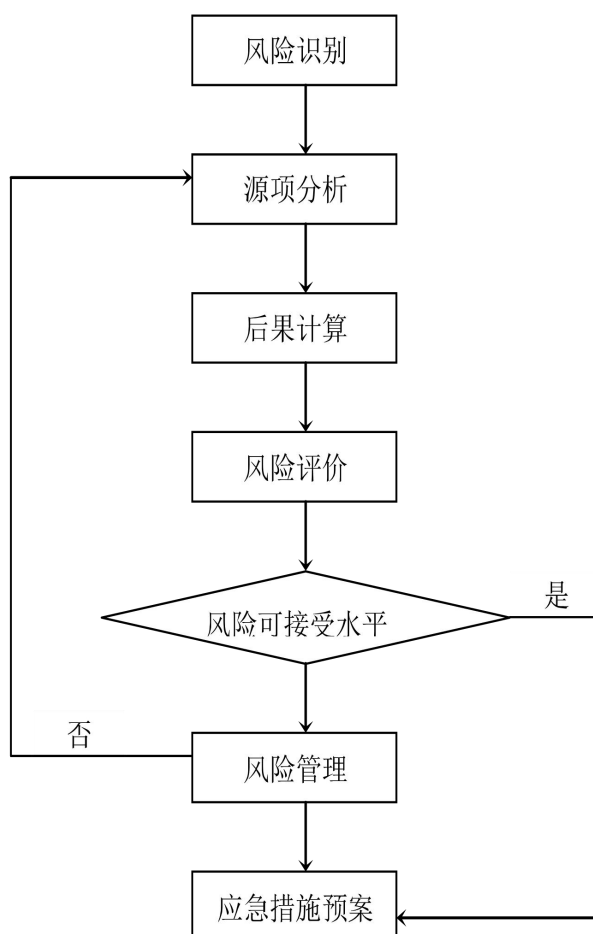 风险识别
源项分析
后果计算
风险评价
是
风险可接受水平
否
风险管理
应急措施预案